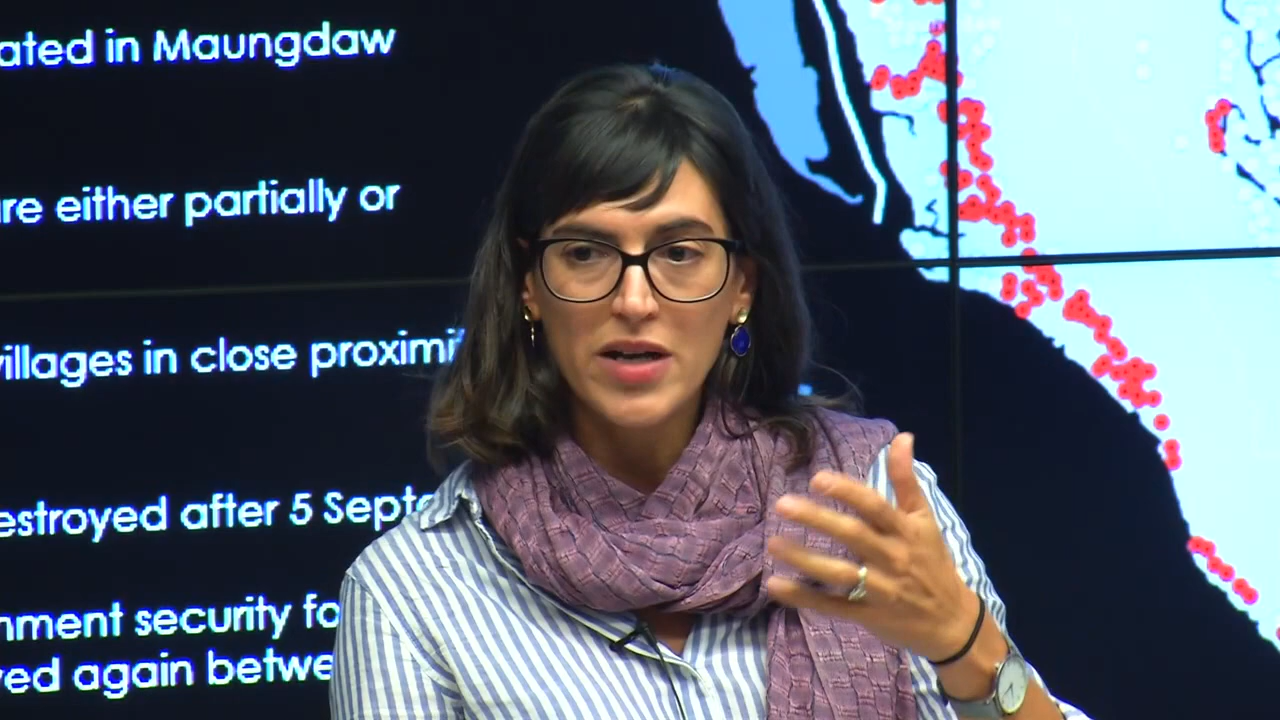 ated in Maungdaw
are either partially or
villages in close proximi
estroyed after 5 Septe
nment security fo
yed again betwe